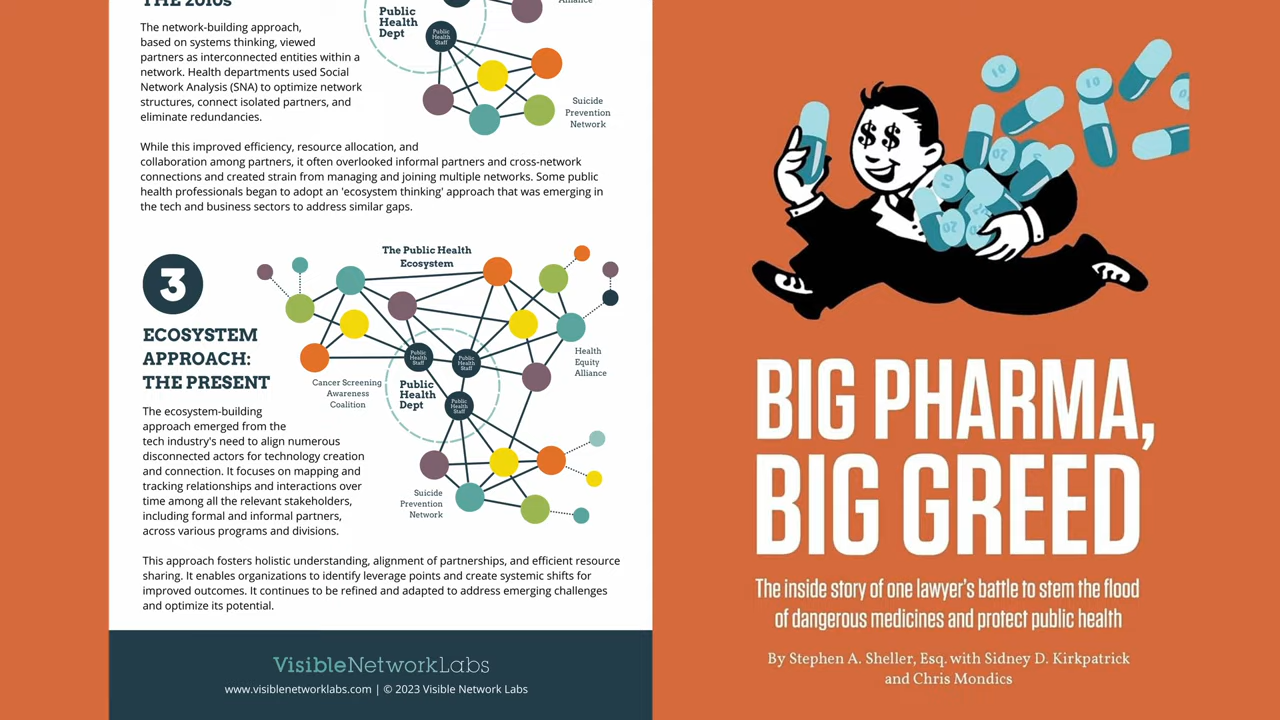 THE 2010s
The network-building approach,
based on systems thinking, viewed
partners as interconnected entities within a
network. Health departments used Social
Network Analysis (SNA) to optimize network
structures, connect isolated partners, and
eliminate redundancies.
Alliance
Public
Health
Dept
Public
Health
Staff
Suicide
Prevention
Network
While this improved efficiency, resource allocation, and
collaboration among partners, it often overlooked informal partners and cross-network
connections and created strain from managing and joining multiple networks. Some public
health professionals began to adopt an 'ecosystem thinking' approach that was emerging in
the tech and business sectors to address similar gaps.
3
ECOSYSTEM
APPROACH:
THE PRESENT
The Public Health
Ecosystem
Public
Health
Staff
Public
Health
Staff
Public
Health
Staff
Public
Health
Dept
Health
Equity
Alliance
Cancer Screening
Awareness
Coalition
Suicide
Prevention
Network
The ecosystem-building
approach emerged from the
tech industry's need to align numerous
disconnected actors for technology creation
and connection. It focuses on mapping and
tracking relationships and interactions over
time among all the relevant stakeholders,
including formal and informal partners,
across various programs and divisions.
This approach fosters holistic understanding, alignment of partnerships, and efficient resource
sharing. It enables organizations to identify leverage points and create systemic shifts for
improved outcomes. It continues to be refined and adapted to address emerging challenges
and optimize its potential.
VisibleNetworkLabs
www.visiblenetworklabs.com | © 2023 Visible Network Labs
$ $
10
10
20
20
BIG PHARMA,
BIG GREED
The inside story of one lawyer's battle to stem the flood
of dangerous medicines and protect public health
By Stephen A. Sheller, Esq. with Sidney D. Kirkpatrick
and Chris Mondics